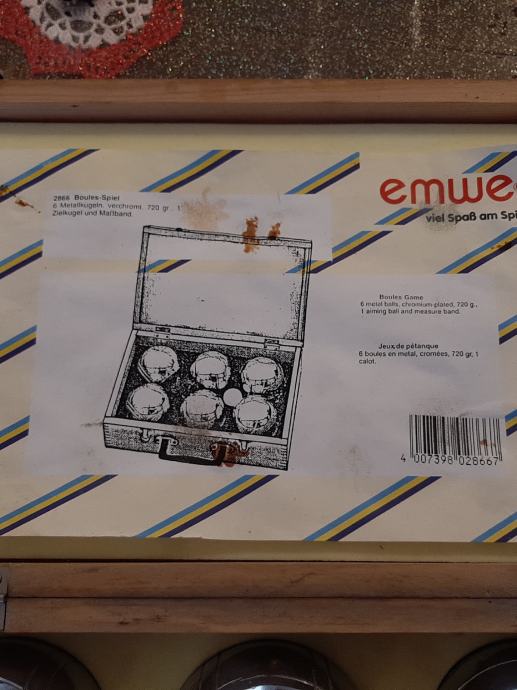 emwe
viel Spaß am Spi
2866 Boules-Spiel
6 Metallkugeln, verchromt, 720 gr., 1
Zielkugel und Maßband.
Boules Game
6 metal balls, chromium-plated, 720 g.,
1 aiming ball and measure band.
Jeux de pétanque
6 boules en metal, cromées, 720 gr, 1
calot.
4 007398 028667